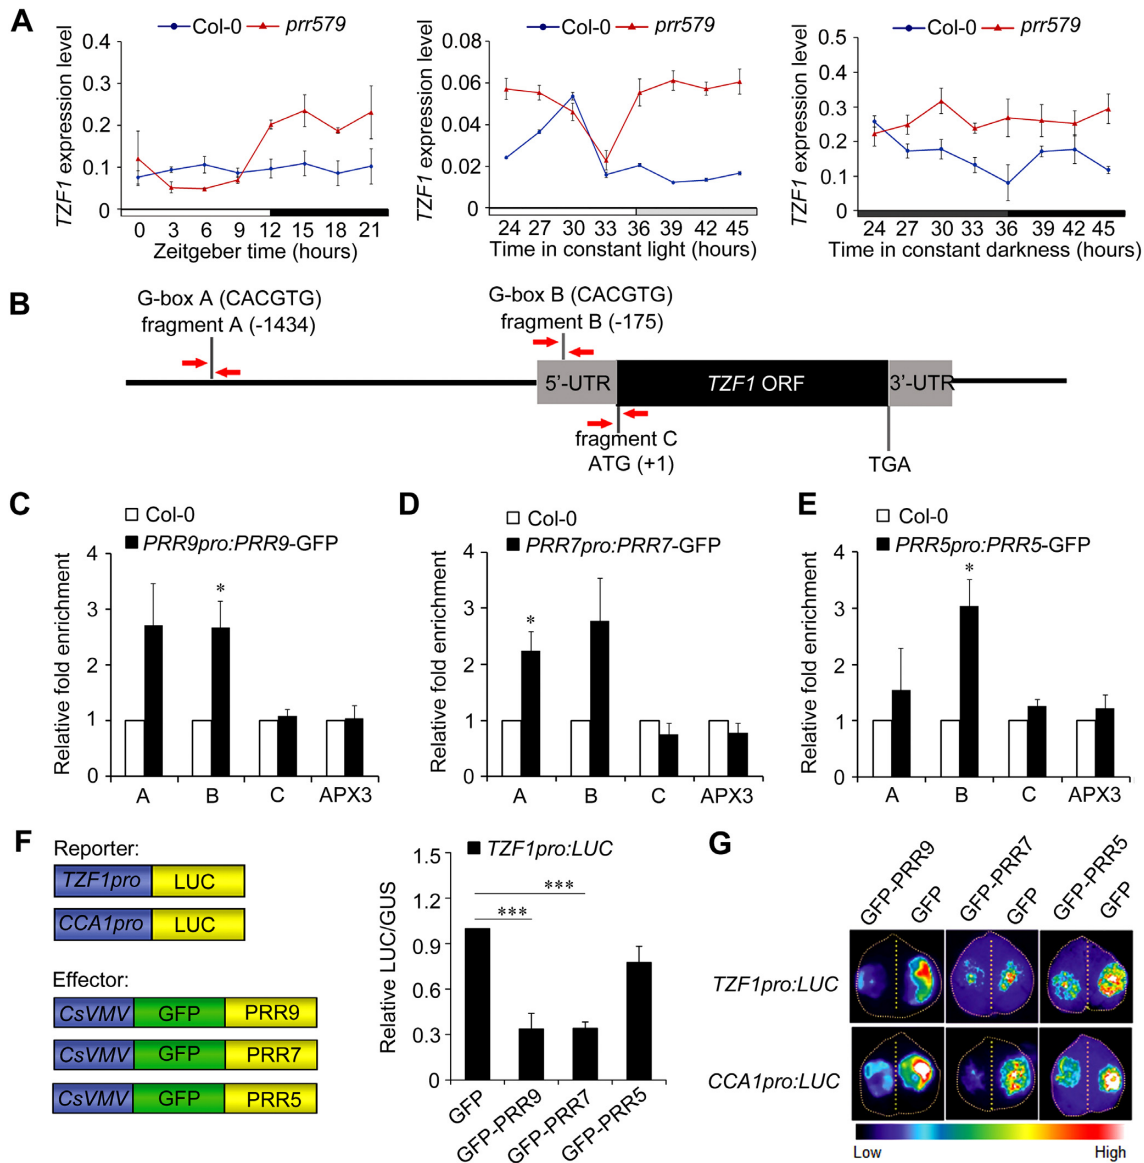 A
Col-0 prr579
TZF1 expression level
0.4
0.3
0.2
0.1
0
0 3 6 9 12 15 18 21
Zeitgeber time (hours)
Col-0 prr579
TZF1 expression level
0.08
0.06
0.04
0.02
0
24 27 30 33 36 39 42 45
Time in constant light (hours)
Col-0 prr579
TZF1 expression level
0.5
0.4
0.3
0.2
0.1
0
24 27 30 33 36 39 42 45
Time in constant darkness (hours)
B
G-box A (CACGTG)
fragment A (-1434)
G-box B (CACGTG)
fragment B (-175)
5'-UTR
TZF1 ORF
3'-UTR
fragment C
ATG (+1)
TGA
C
Col-0
PRR9pro:PRR9-GFP
Relative fold enrichment
4
3
2
1
0
*
A B C APX3
D
Col-0
PRR7pro:PRR7-GFP
Relative fold enrichment
4
3
2
1
0
*
A B C APX3
E
Col-0
PRR5pro:PRR5-GFP
Relative fold enrichment
4
3
2
1
0
*
A B C APX3
F
Reporter:
TZF1pro LUC
CCA1pro LUC
Effector:
CsVMV GFP PRR9
CsVMV GFP PRR7
CsVMV GFP PRR5
TZF1pro:LUC
Relative LUC/GUS
1.5
1.2
0.9
0.6
0.3
0
***
***
GFP
GFP-PRR9
GFP-PRR7
GFP-PRR5
G
GFP-PRR9
GFP
GFP-PRR7
GFP
GFP-PRR5
GFP
TZF1pro:LUC
CCA1pro:LUC
Low High